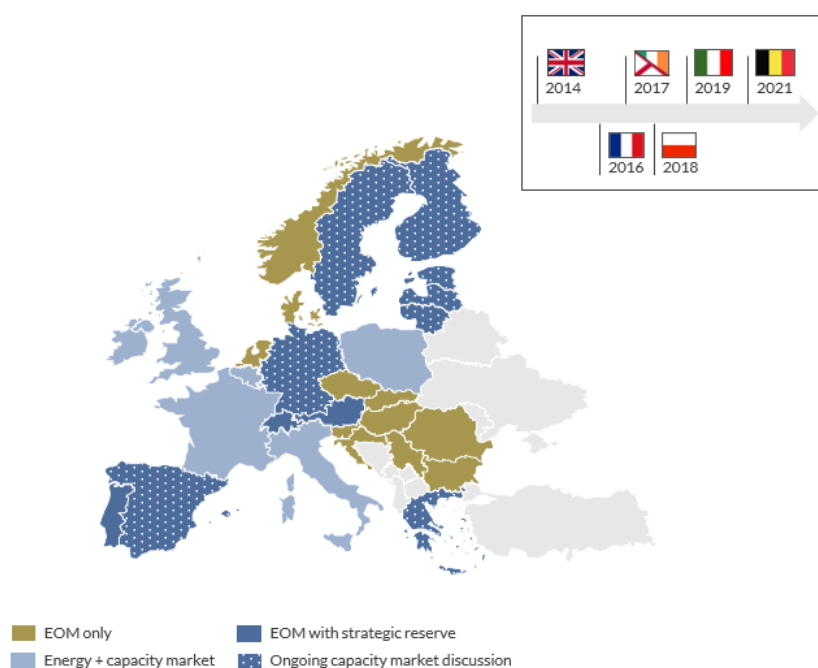 2014
2017
2019
2021
2016
2018
EOM only
EOM with strategic reserve
Energy + capacity market
Ongoing capacity market discussion